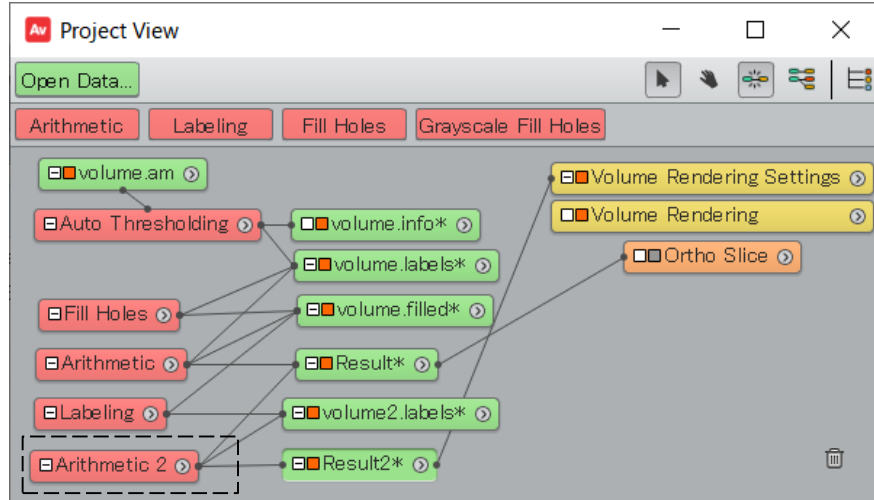 Av Project View
Open Data...
Arithmetic Labeling Fill Holes Grayscale Fill Holes
volume.am
Volume Rendering Settings
Auto Thresholding volume.info* Volume Rendering
volume.labels* Ortho Slice
Fill Holes volume.filled*
Arithmetic Result*
Labeling volume2.labels*
Arithmetic 2 Result2*